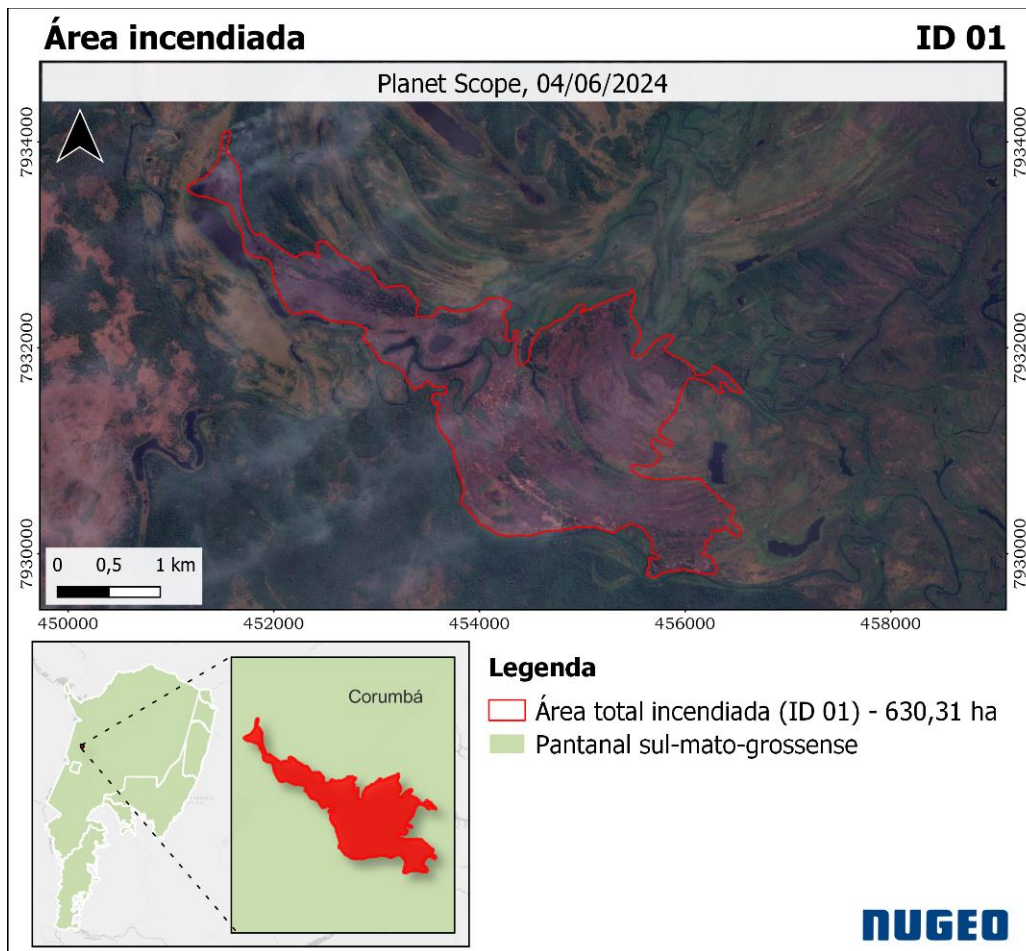 Área incendiada
ID 01
Planet Scope, 04/06/2024
7934000
7934000
7932000
7932000
7930000
7930000
0 0,5 1 km
450000 452000 454000 456000 458000
Corumbá
Legenda
Área total incendiada (ID 01) - 630,31 ha
Pantanal sul-mato-grossense
NUGEO